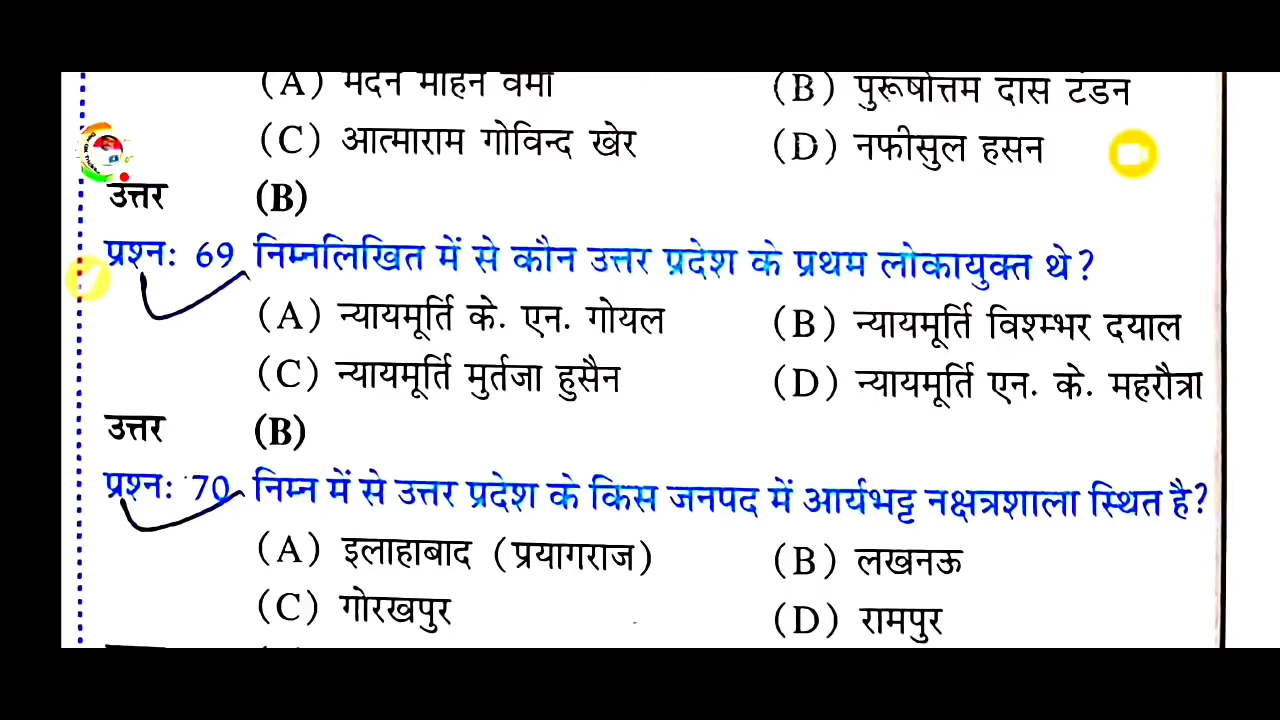 (A) मदन मोहन वर्मा (B) पुरूषोत्तम दास टंडन
(C) आत्माराम गोविन्द खेर (D) नफीसुल हसन
उत्तर (B)
प्रश्न: 69 निम्नलिखित में से कौन उत्तर प्रदेश के प्रथम लोकायुक्त थे?
(A) न्यायमूर्ति के. एन. गोयल (B) न्यायमूर्ति विश्म्भर दयाल
(C) न्यायमूर्ति मुर्तजा हुसैन (D) न्यायमूर्ति एन. के. महरौत्रा
उत्तर (B)
प्रश्न: 70 निम्न में से उत्तर प्रदेश के किस जनपद में आर्यभट्ट नक्षत्रशाला स्थित है?
(A) इलाहाबाद (प्रयागराज) (B) लखनऊ
(C) गोरखपुर (D) रामपुर